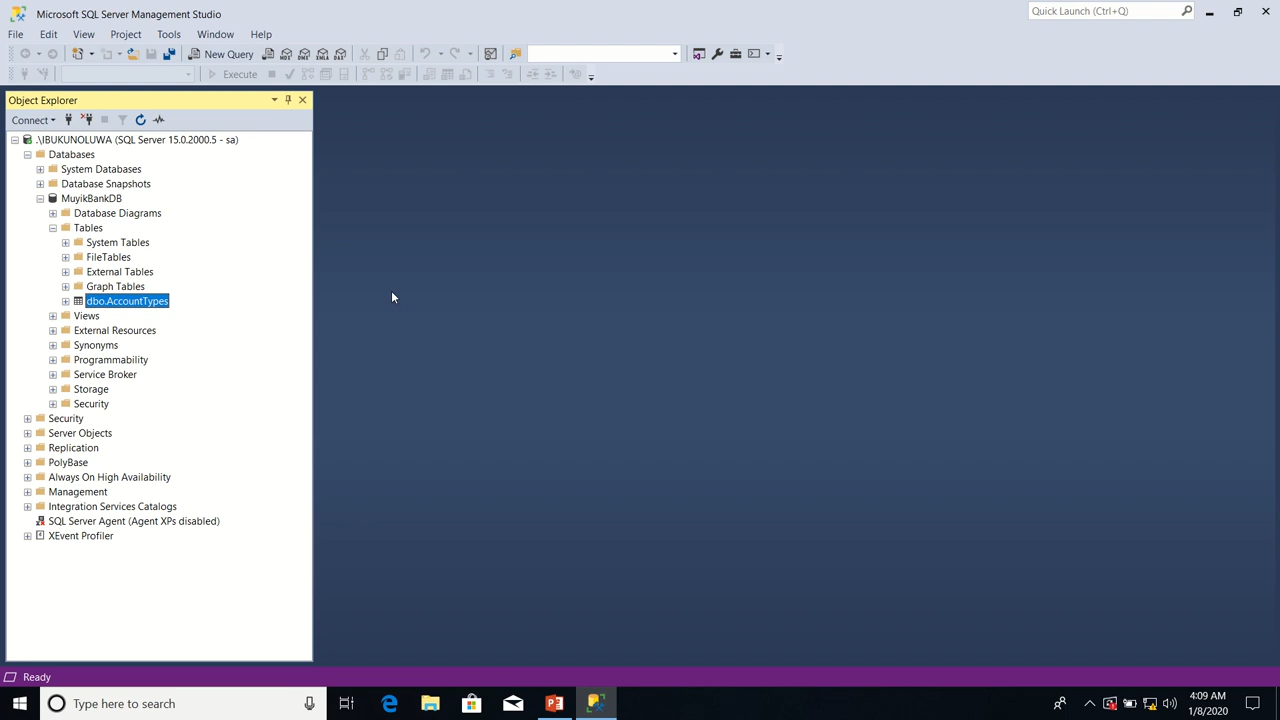 Microsoft SQL Server Management Studio
Quick Launch (Ctrl+Q)
File Edit View Project Tools Window Help
New Query MDX DMX XMLA DAX
Execute
Object Explorer
Connect
.\IBUKUNOLUWA (SQL Server 15.0.2000.5 - sa)
Databases
System Databases
Database Snapshots
MuyikBankDB
Database Diagrams
Tables
System Tables
FileTables
External Tables
Graph Tables
dbo.AccountTypes
Views
External Resources
Synonyms
Programmability
Service Broker
Storage
Security
Security
Server Objects
Replication
PolyBase
Always On High Availability
Management
Integration Services Catalogs
SQL Server Agent (Agent XPs disabled)
XEvent Profiler
Ready
Type here to search
4:09 AM
1/8/2020